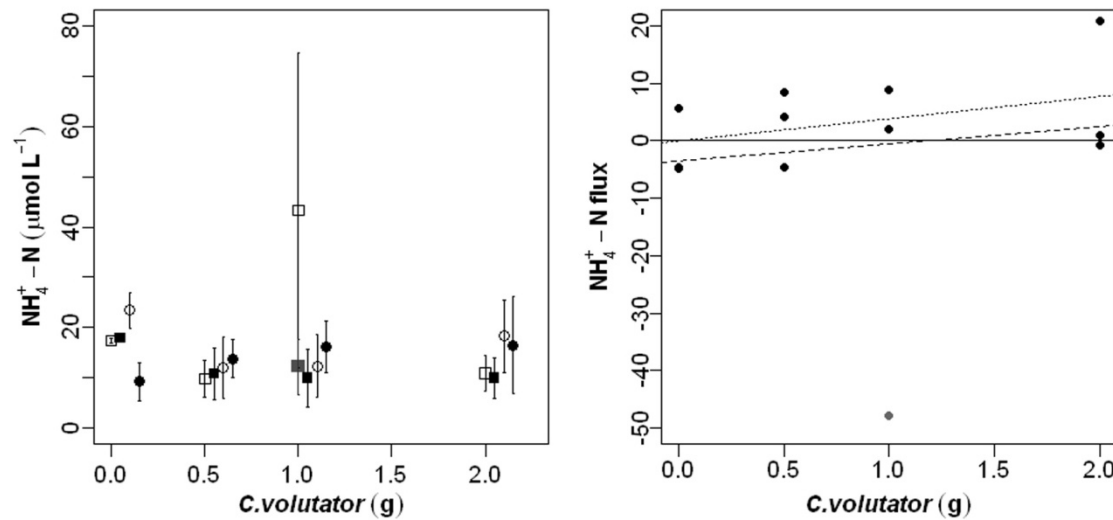 80
60
40
20
0
NH₄⁺ – N (μmol L⁻¹)
0.0 0.5 1.0 1.5 2.0
C.volutator (g)
20
10
0
-10
-20
-30
-40
-50
NH₄⁺ – N flux
0.0 0.5 1.0 1.5 2.0
C.volutator (g)